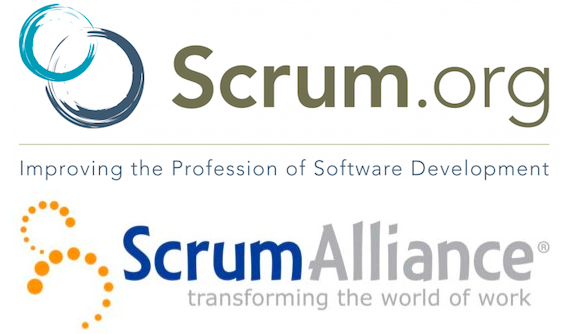 Scrum.org
Improving the Profession of Software Development
ScrumAlliance®
transforming the world of work